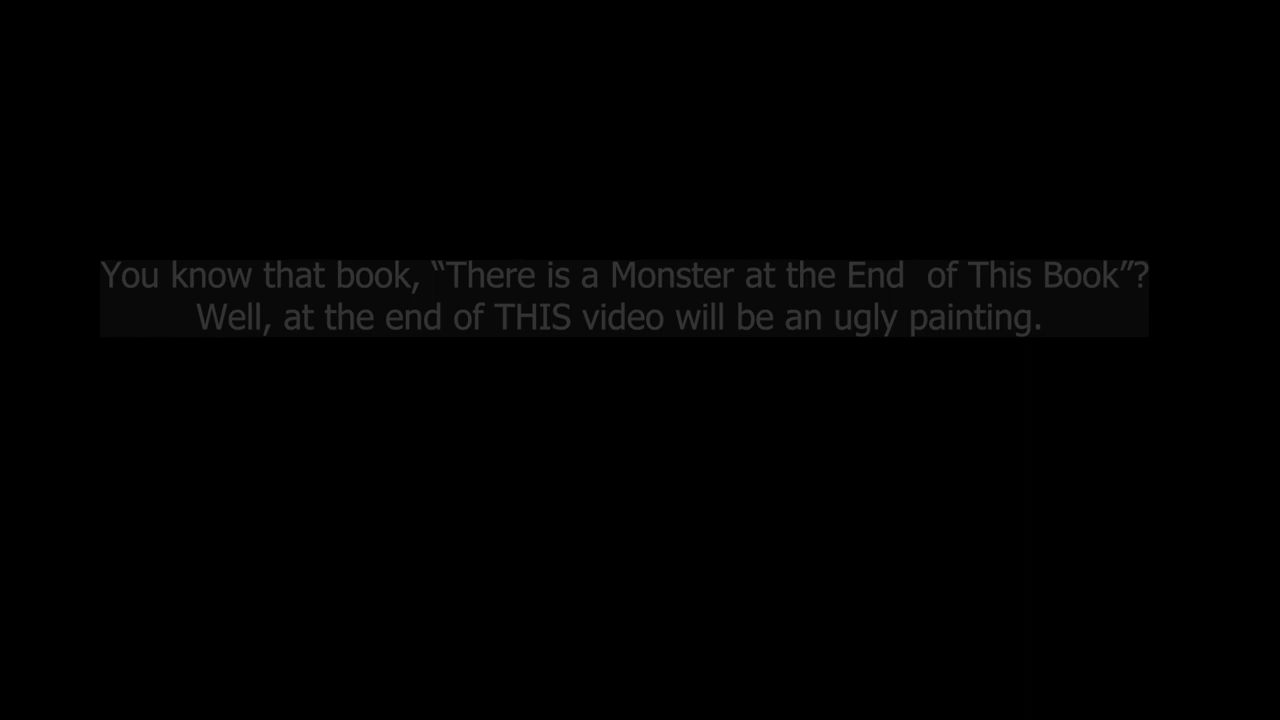 You know that book, “There is a Monster at the End  of This Book”?
Well, at the end of THIS video will be an ugly painting.